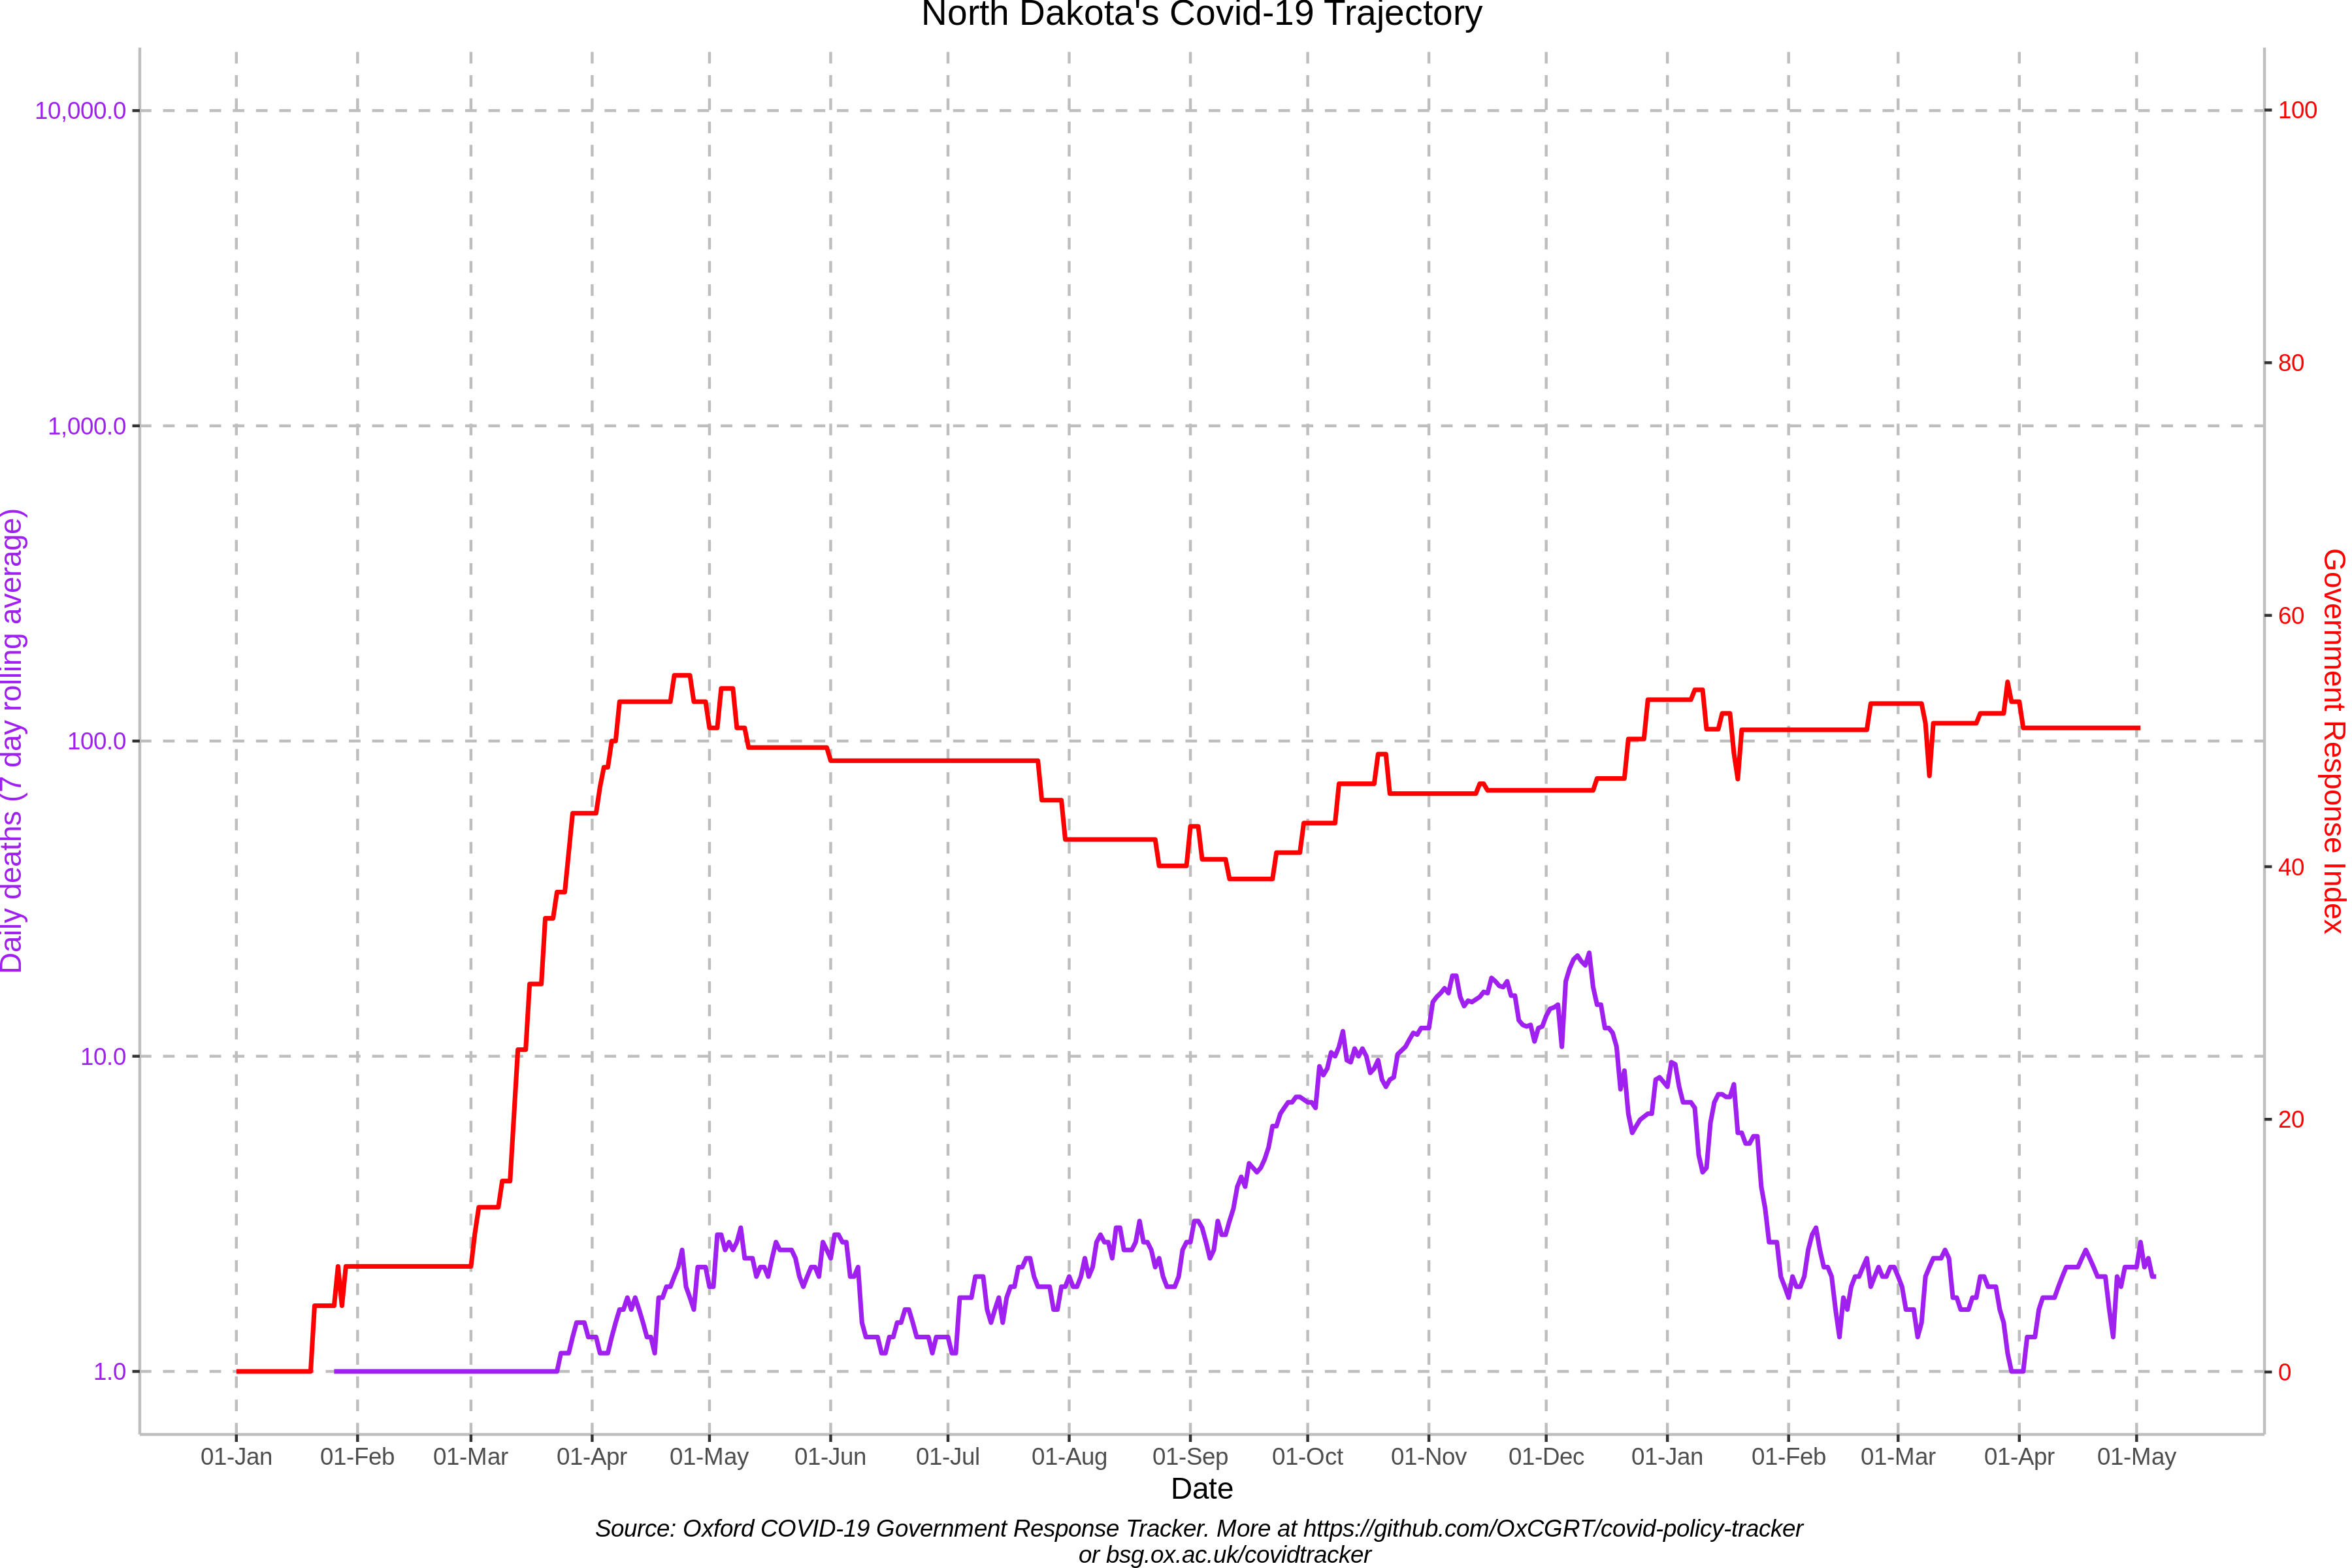 North Dakota's Covid-19 Trajectory
10,000.0
1,000.0
100.0
10.0
1.0
Daily deaths (7 day rolling average)
100
80
60
40
20
0
Government Response Index
01-Jan 01-Feb 01-Mar 01-Apr 01-May 01-Jun 01-Jul 01-Aug 01-Sep 01-Oct 01-Nov 01-Dec 01-Jan 01-Feb 01-Mar 01-Apr 01-May
Date
Source: Oxford COVID-19 Government Response Tracker. More at https://github.com/OxCGRT/covid-policy-tracker
or bsg.ox.ac.uk/covidtracker